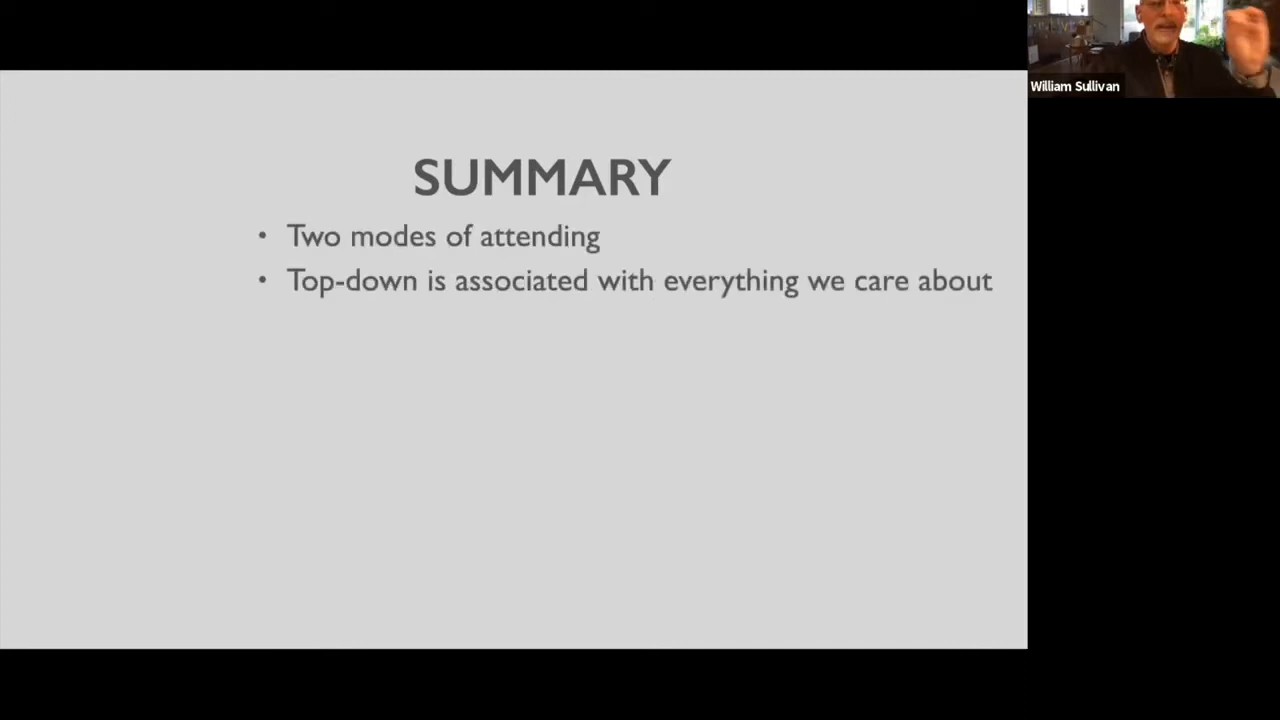 SUMMARY
• Two modes of attending
• Top-down is associated with everything we care about
William Sullivan